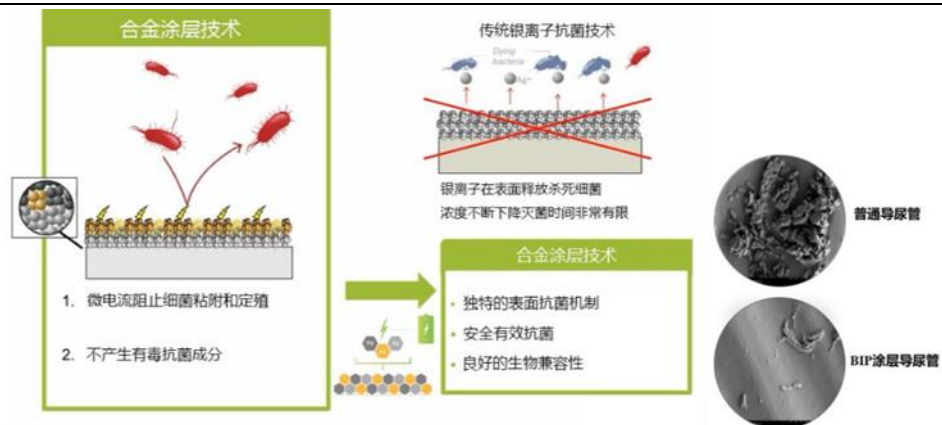 合金涂层技术
1. 微电流阻止细菌粘附和定殖
2. 不产生有毒抗菌成分
传统银离子抗菌技术
Dying
bacteria
Ag+
银离子在表面释放杀死细菌
浓度不断下降灭菌时间非常有限
合金涂层技术
· 独特的表面抗菌机制
· 安全有效抗菌
· 良好的生物兼容性
普通导尿管
BIP涂层导尿管